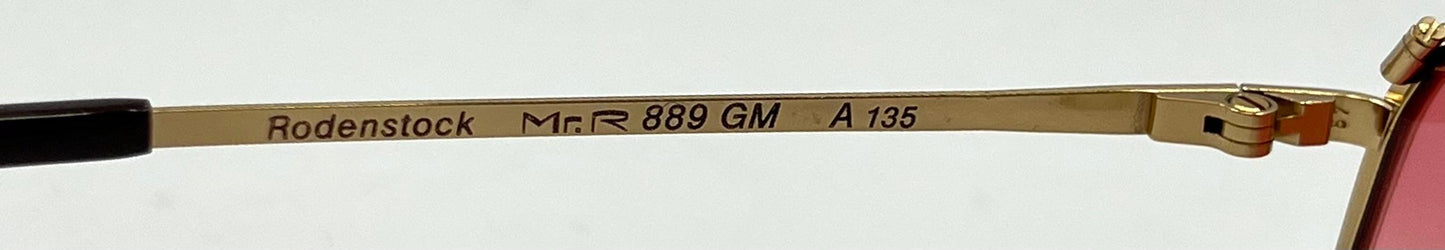 Rodenstock Mr.R 889 GM A 135